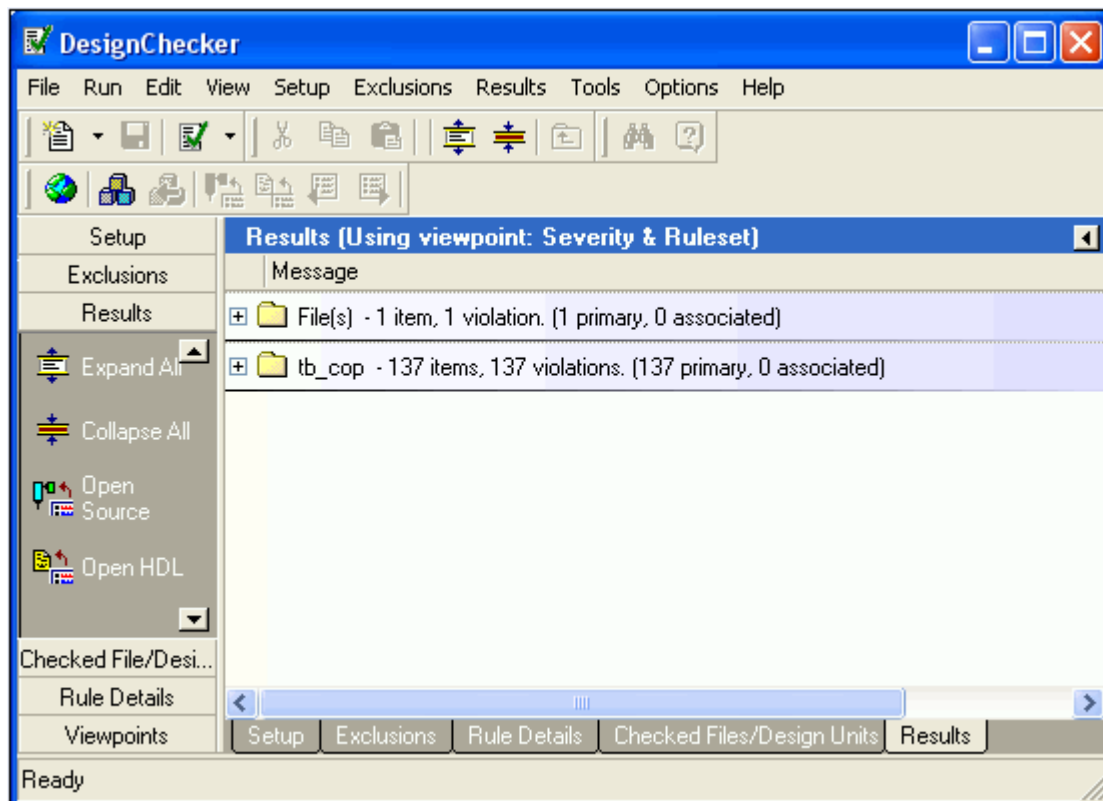 DesignChecker
File Run Edit View Setup Exclusions Results Tools Options Help
Setup
Exclusions
Results
Expand All
Collapse All
Open
Source
Open HDL
Checked File/Desi...
Rule Details
Viewpoints
Results (Using viewpoint: Severity & Ruleset)
Message
File(s) - 1 item, 1 violation. (1 primary, 0 associated)
tb_cop - 137 items, 137 violations. (137 primary, 0 associated)
Setup Exclusions Rule Details Checked Files/Design Units Results
Ready